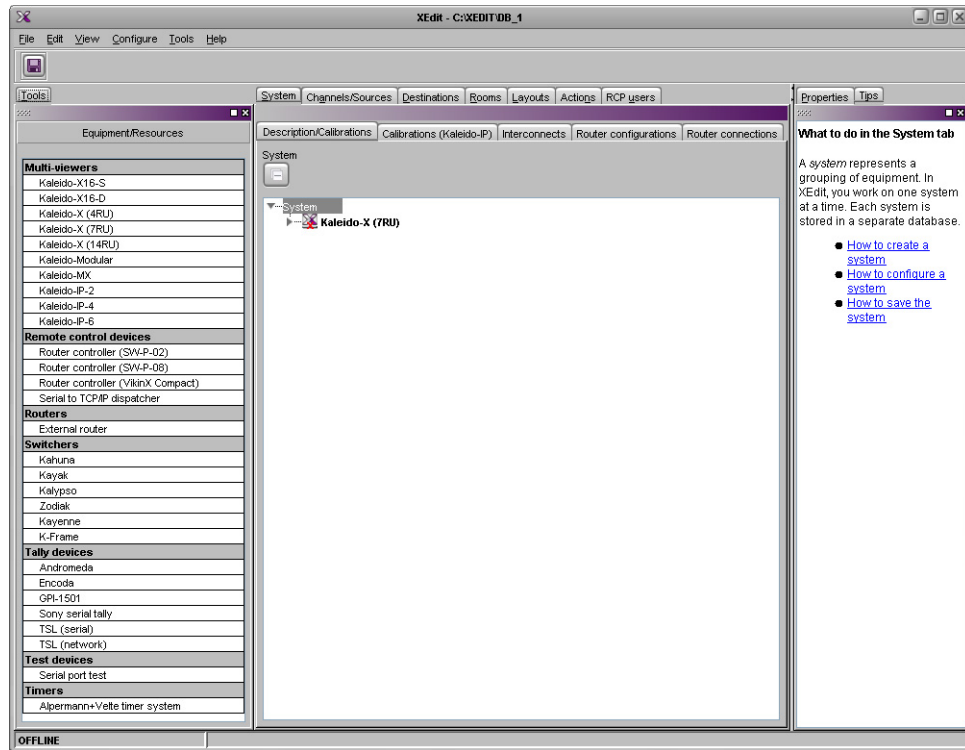 XEdit - C:\XEDIT\DB_1
File Edit View Configure Tools Help
Tools
Equipment/Resources
Multi-viewers
Kaleido-X16-S
Kaleido-X16-D
Kaleido-X (4RU)
Kaleido-X (7RU)
Kaleido-X (14RU)
Kaleido-Modular
Kaleido-MX
Kaleido-IP-2
Kaleido-IP-4
Kaleido-IP-6
Remote control devices
Router controller (SW-P-02)
Router controller (SW-P-08)
Router controller (VikinX Compact)
Serial to TCP/IP dispatcher
Routers
External router
Switchers
Kahuna
Kayak
Kalypso
Zodiak
Kayenne
K-Frame
Tally devices
Andromeda
Encoda
GPI-1501
Sony serial tally
TSL (serial)
TSL (network)
Test devices
Serial port test
Timers
Alpermann+Velte timer system
System Channels/Sources Destinations Rooms Layouts Actions RCP users
Description/Calibrations Calibrations (Kaleido-IP) Interconnects Router configurations Router connections
System
System
Kaleido-X (7RU)
Properties Tips
What to do in the System tab
A system represents a
grouping of equipment. In
XEdit, you work on one system
at a time. Each system is
stored in a separate database.
How to create a
system
How to configure a
system
How to save the
system
OFFLINE